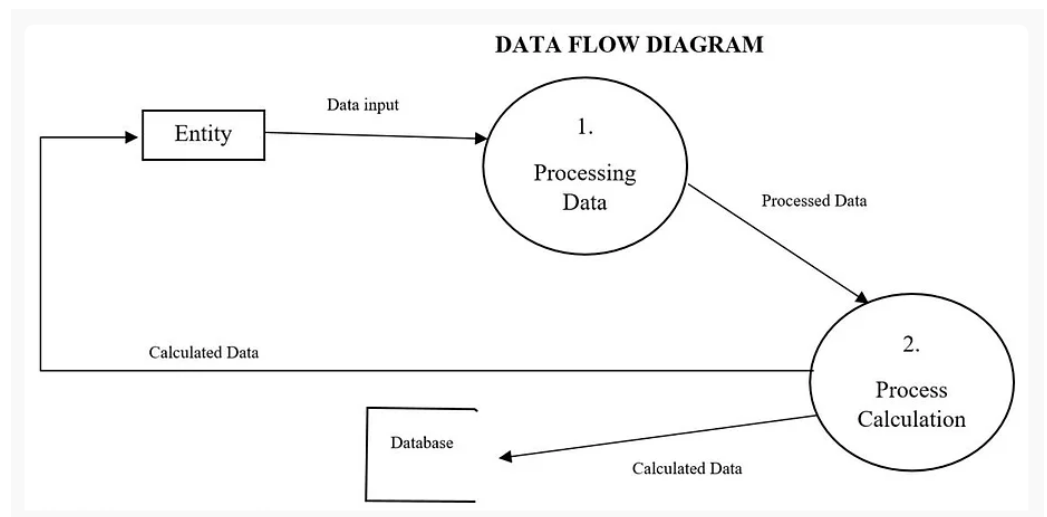 DATA FLOW DIAGRAM
Data input
Entity
1.
Processing
Data
Processed Data
2.
Process
Calculation
Calculated Data
Database
Calculated Data